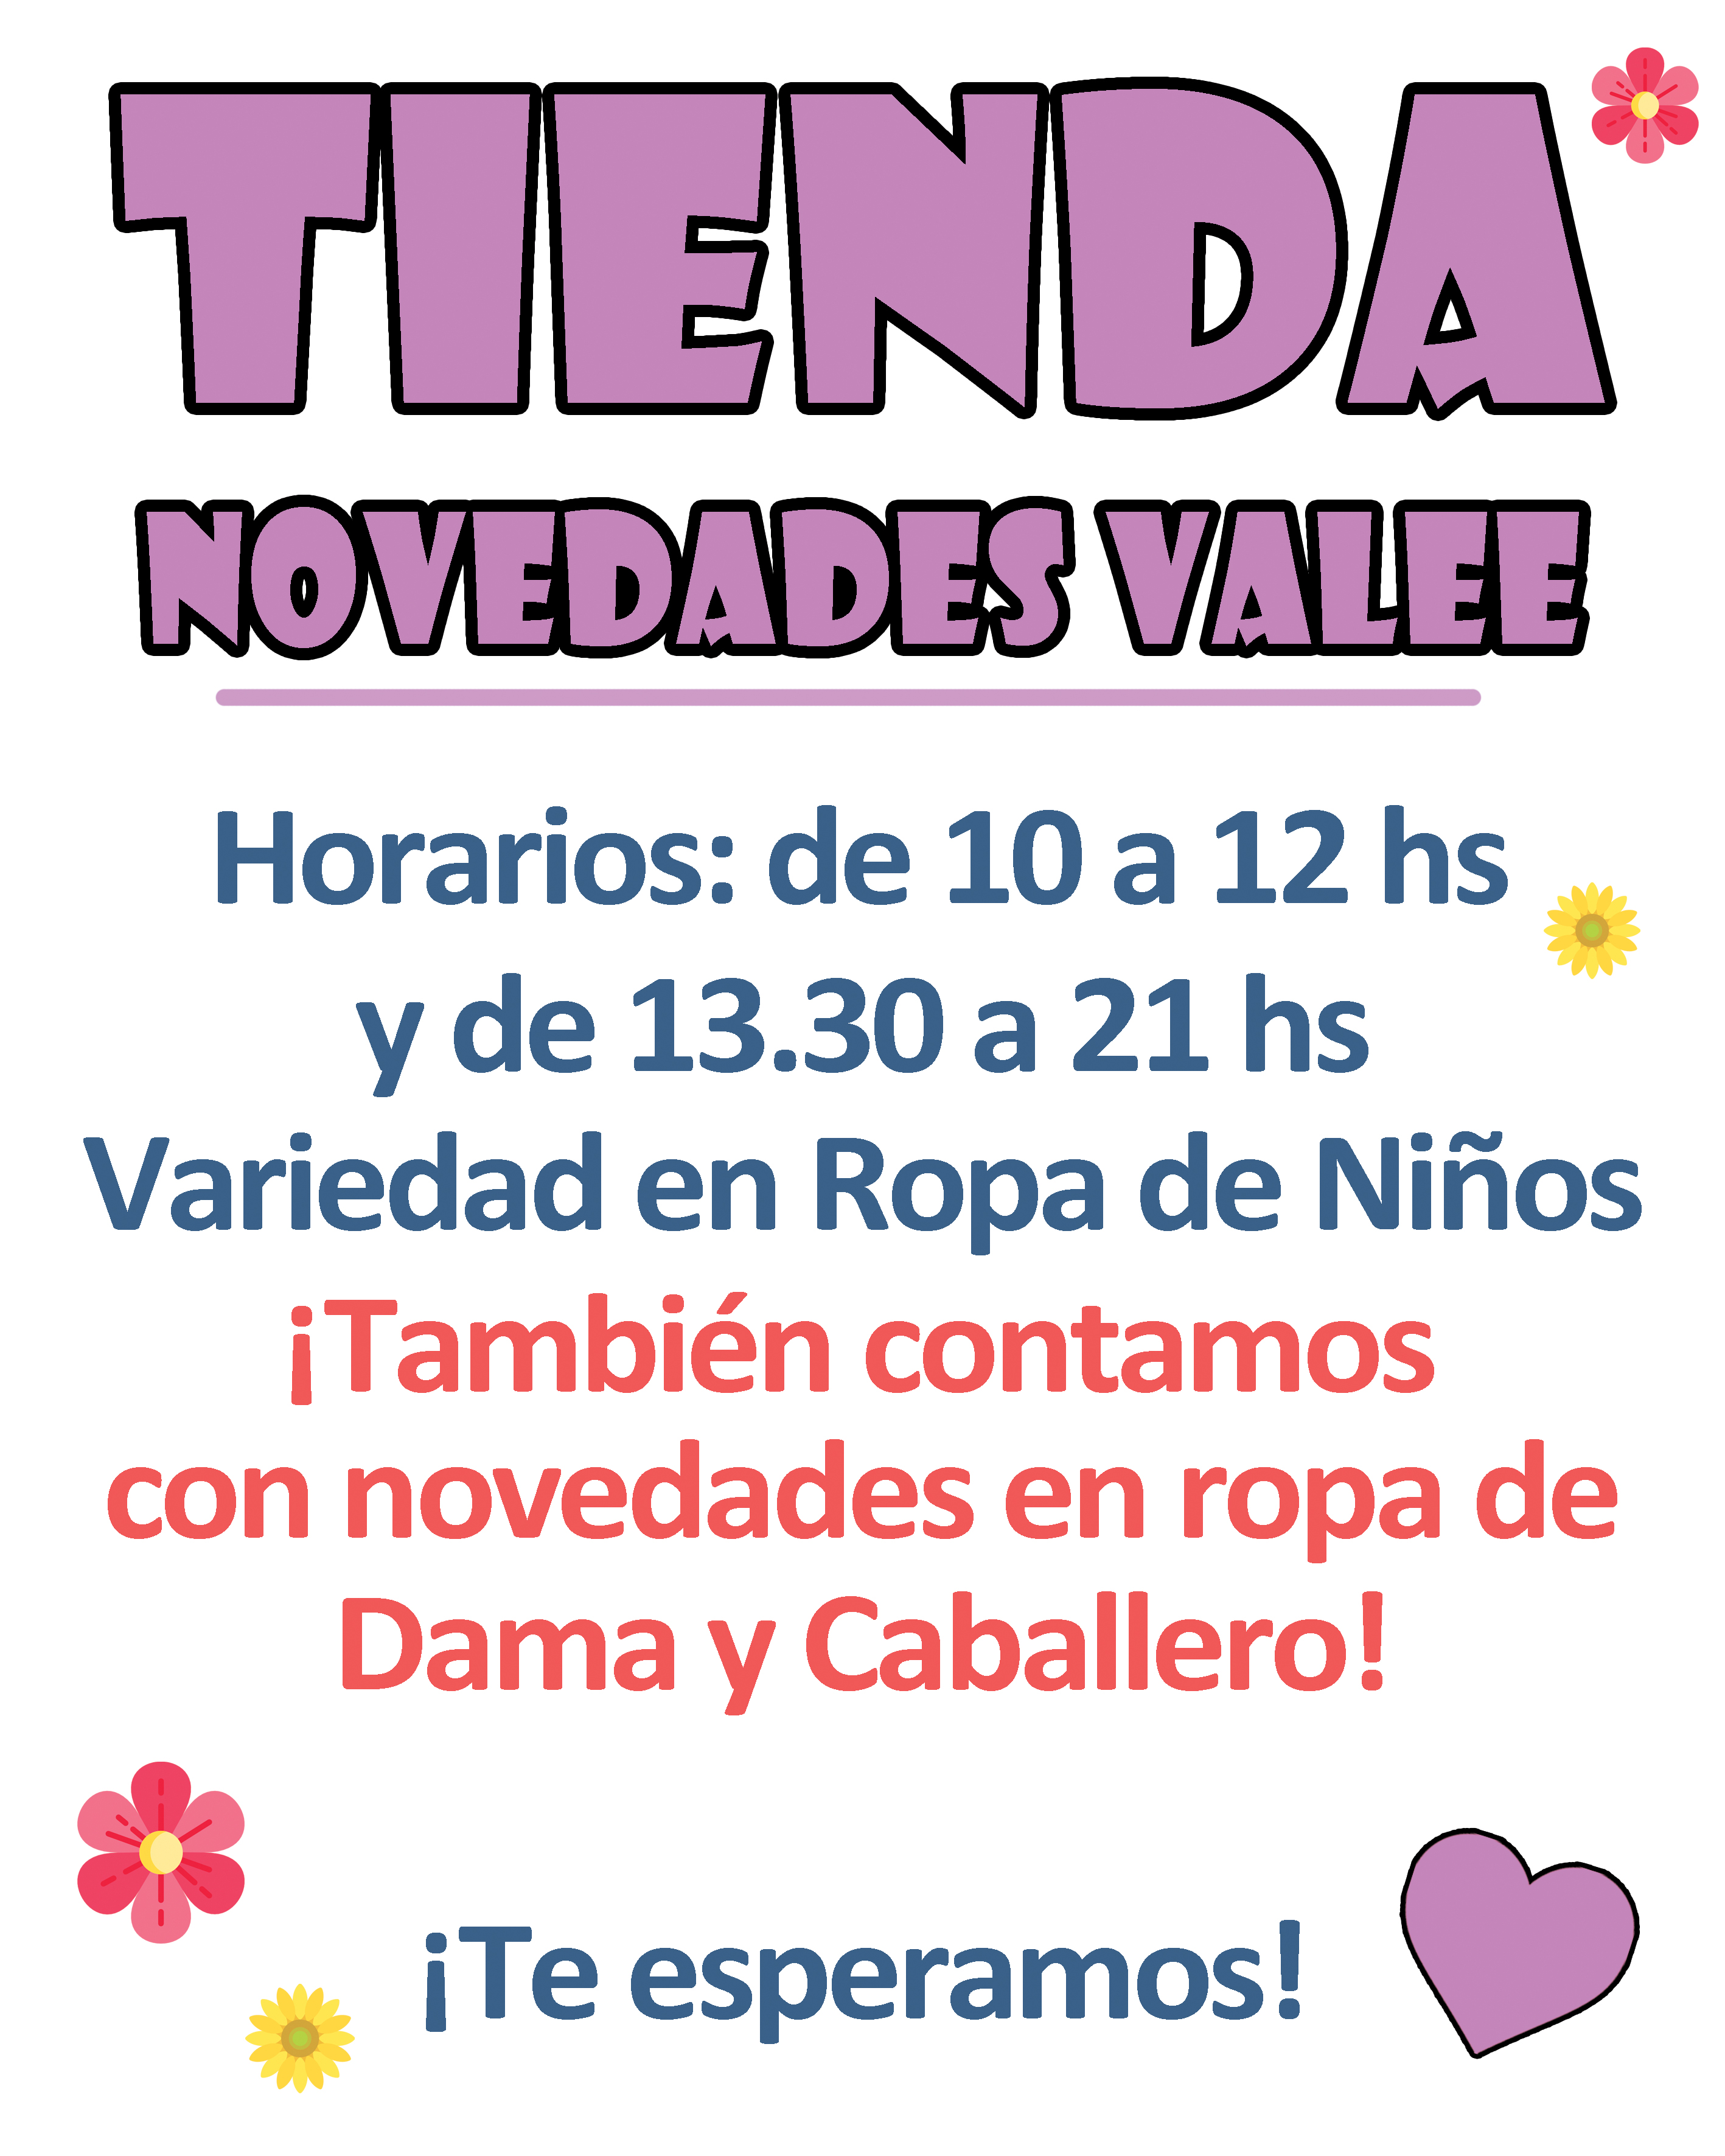 TIENDA
NOVEDADES VALEE
Horarios: de 10 a 12 hs
y de 13.30 a 21 hs
Variedad en Ropa de Niños
¡También contamos
con novedades en ropa de
Dama y Caballero!
¡Te esperamos!